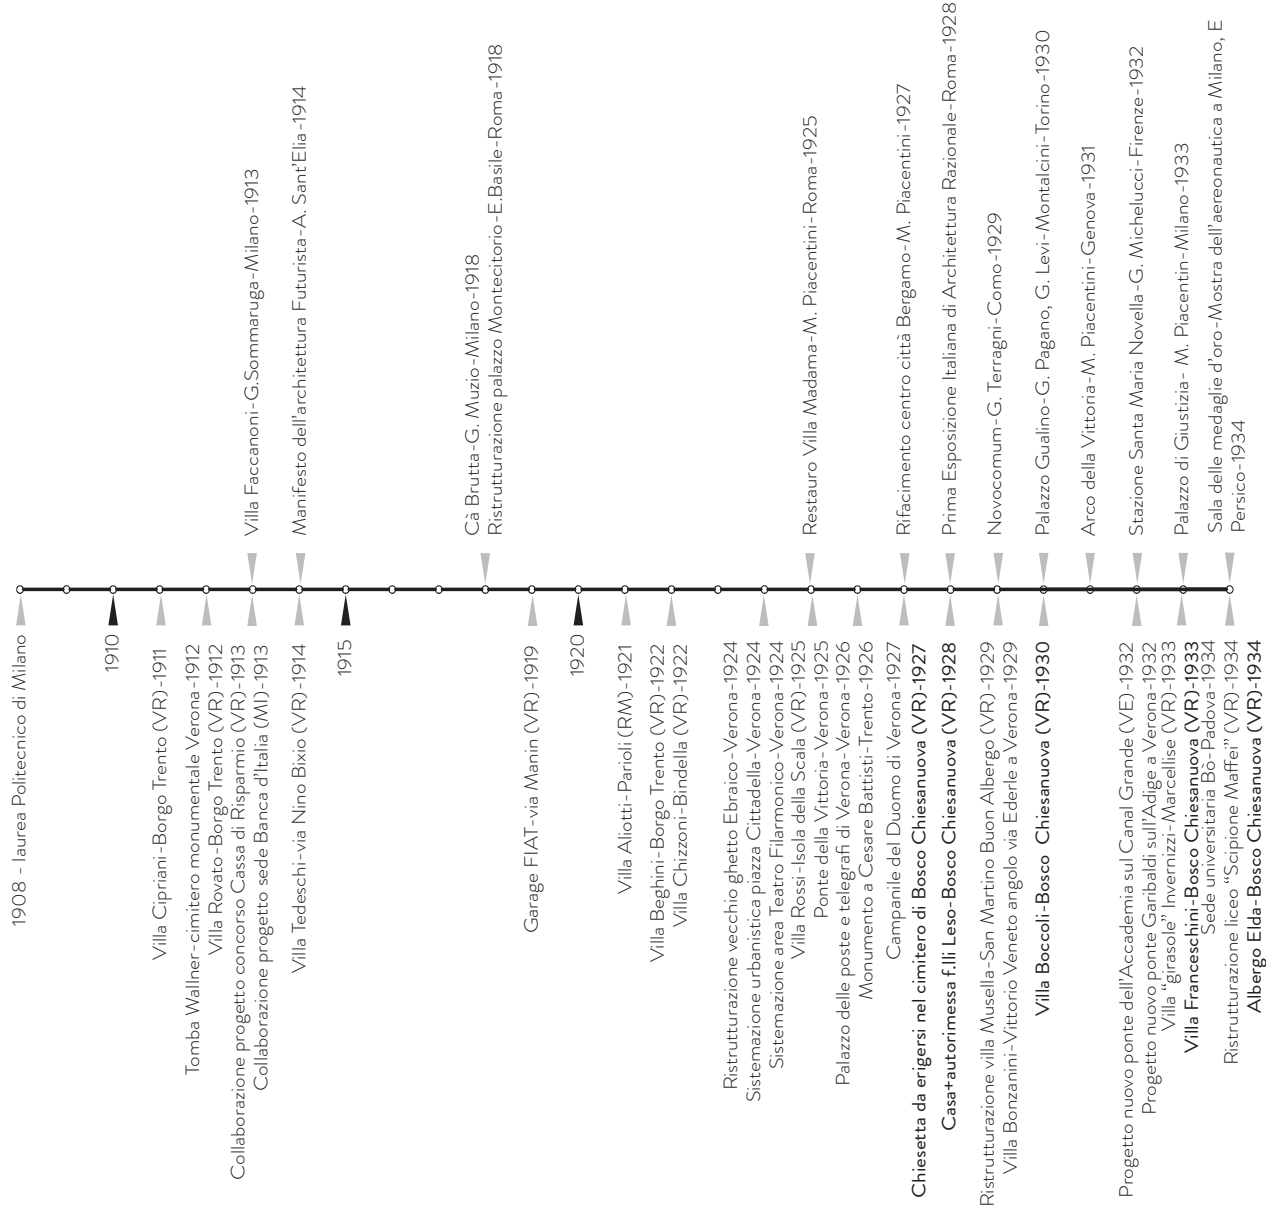 Villa Faccanoni-G.Sommaruga-Milano-1913
Manifesto dell'architettura Futurista-A. Sant'Elia-1914
Cà Brutta-G. Muzio-Milano-1918
Ristrutturazione palazzo Montecitorio-E.Basile-Roma-1918
Restauro Villa Madama-M. Piacentini-Roma-1925
Rifacimento centro città Bergamo-M. Piacentini-1927
Prima Esposizione Italiana di Architettura Razionale-Roma-1928
Novocomum-G. Terragni-Como-1929
Palazzo Gualino-G. Pagano, G. Levi-Montalcini-Torino-1930
Arco della Vittoria-M. Piacentini-Genova-1931
Stazione Santa Maria Novella-G. Michelucci-Firenze-1932
Palazzo di Giustizia- M. Piacentin-Milano-1933
Sala delle medaglie d'oro-Mostra dell'aereonautica a Milano, E
Persico-1934
1908 - laurea Politecnico di Milano
1910
Villa Cipriani-Borgo Trento (VR)-1911
Tomba Wallner-cimitero monumentale Verona-1912
Villa Rovato-Borgo Trento (VR)-1912
Collaborazione progetto concorso Cassa di Risparmio (VR)-1913
Collaborazione progetto sede Banca d'Italia (MI)-1913
Villa Tedeschi-via Nino Bixio (VR)-1914
1915
Garage FIAT-via Manin (VR)-1919
1920
Villa Aliotti-Parioli (RM)-1921
Villa Beghini-Borgo Trento (VR)-1922
Villa Chizzoni-Bindella (VR)-1922
Ristrutturazione vecchio ghetto Ebraico-Verona-1924
Sistemazione urbanistica piazza Cittadella-Verona-1924
Sistemazione area Teatro Filarmonico-Verona-1924
Villa Rossi-Isola della Scala (VR)-1925
Ponte della Vittoria-Verona-1925
Palazzo delle poste e telegrafi di Verona-Verona-1926
Monumento a Cesare Battisti-Trento-1926
Campanile del Duomo di Verona-1927
Chiesetta da erigersi nel cimitero di Bosco Chiesanuova (VR)-1927
Casa+autorimessa f.lli Leso-Bosco Chiesanuova (VR)-1928
Ristrutturazione villa Musella-San Martino Buon Albergo (VR)-1929
Villa Bonzanini-Vittorio Veneto angolo via Ederle a Verona-1929
Villa Boccoli-Bosco Chiesanuova (VR)-1930
Progetto nuovo ponte dell'Accademia sul Canal Grande (VE)-1932
Progetto nuovo ponte Garibaldi sull'Adige a Verona-1932
Villa "girasole" Invernizzi-Marcellise (VR)-1933
Villa Franceschini-Bosco Chiesanuova (VR)-1933
Sede universitaria Bò-Padova-1934
Ristrutturazione liceo "Scipione Maffei" (VR)-1934
Albergo Elda-Bosco Chiesanuova (VR)-1934